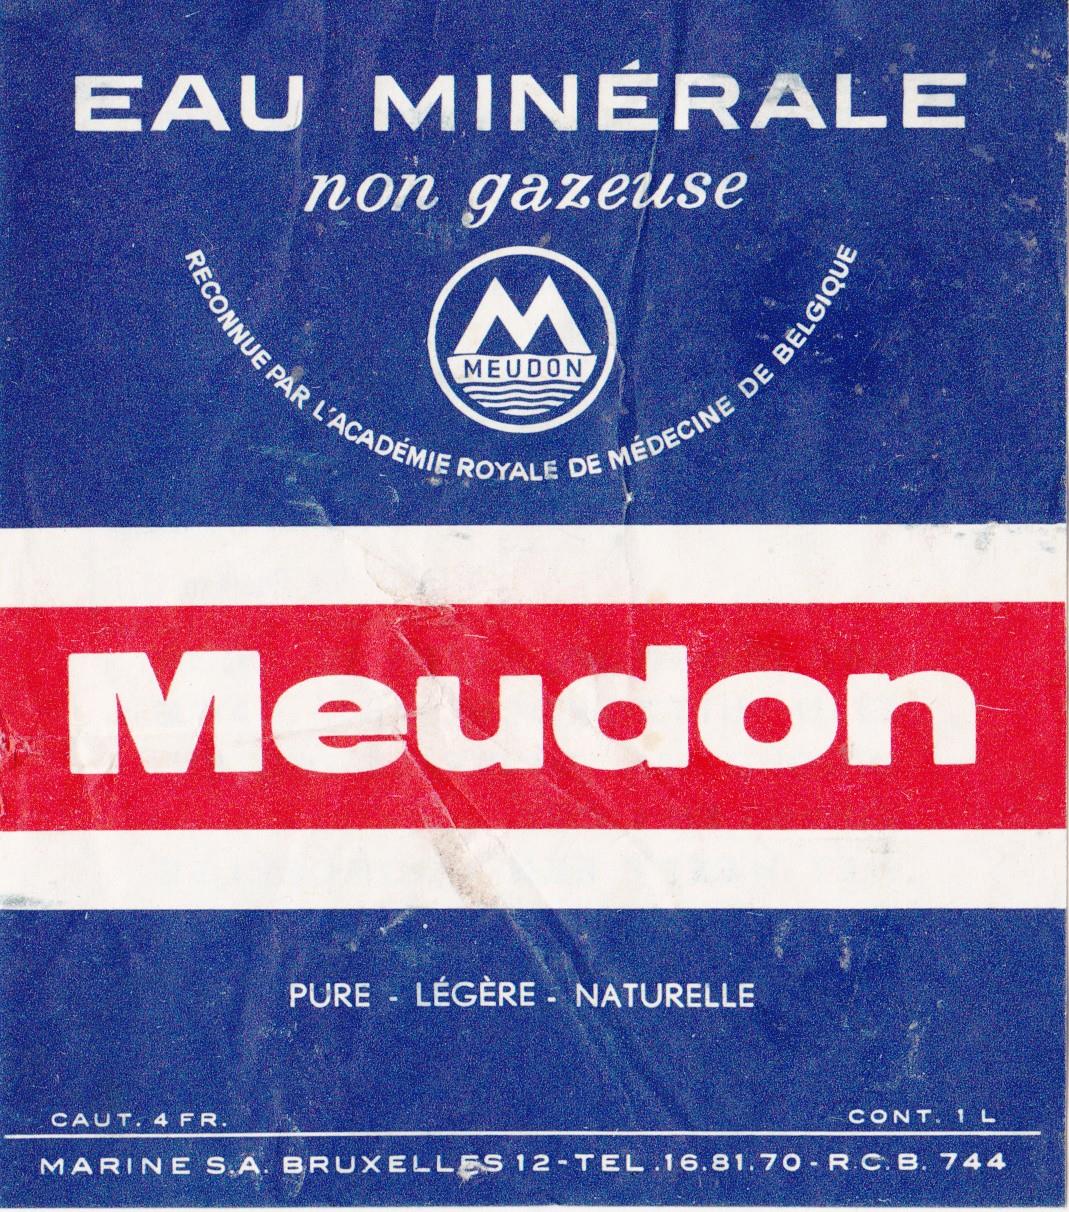 EAU MINÉRALE
non gazeuse
RECONNUE PAR L'ACADÉMIE ROYALE DE MÉDECINE DE BELGIQUE
M
MEUDON
Meudon
PURE - LÉGÈRE - NATURELLE
CAUT. 4 FR.
CONT. 1 L
MARINE S.A. BRUXELLES 12-TEL.16.81.70-R.C.B. 744